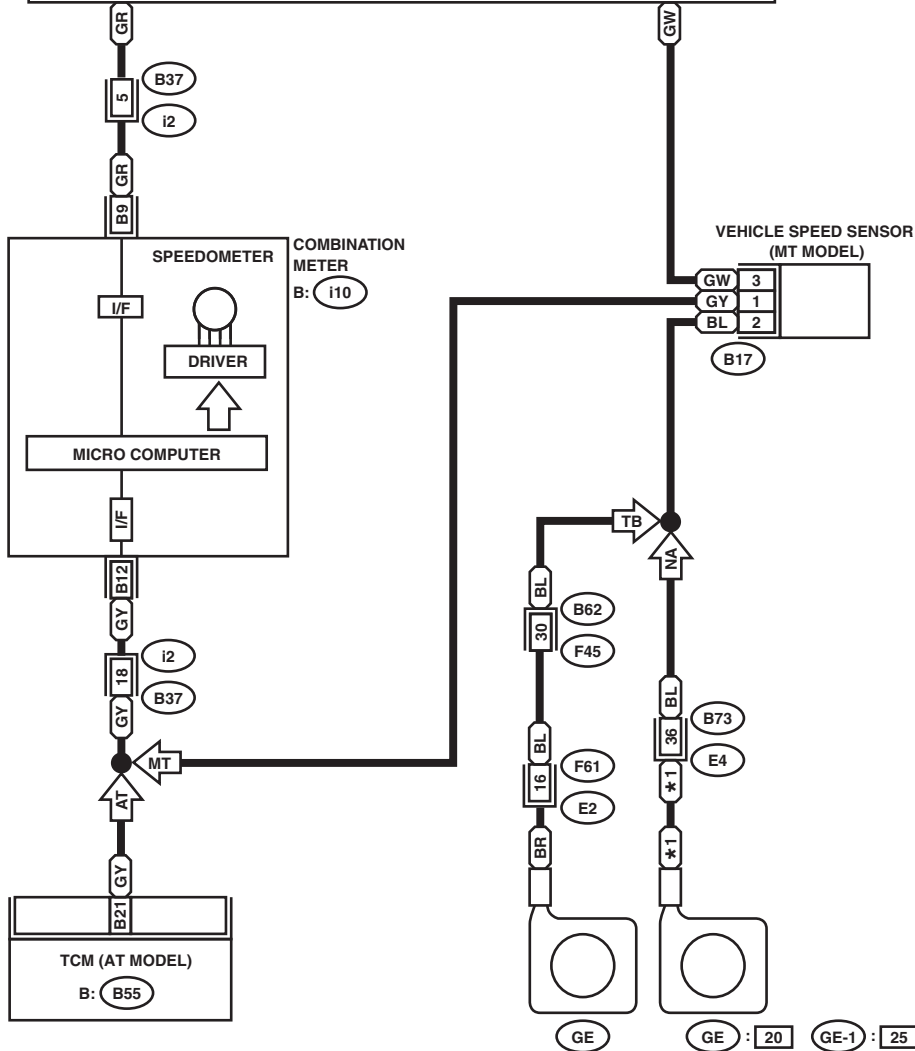 GR
GW
5
B37
i2
GR
B9
SPEEDOMETER
COMBINATION
METER
B: i10
I/F
DRIVER
MICRO COMPUTER
I/F
B12
GY
18
i2
B37
GY
MT
AT
GY
B21
TCM (AT MODEL)
B: B55
VEHICLE SPEED SENSOR
(MT MODEL)
GW 3
GY 1
BL 2
B17
TB
NA
BL
30
B62
F45
BL
16
F61
E2
BR
BL
36
B73
E4
*1
*1
GE
GE : 20 GE-1 : 25